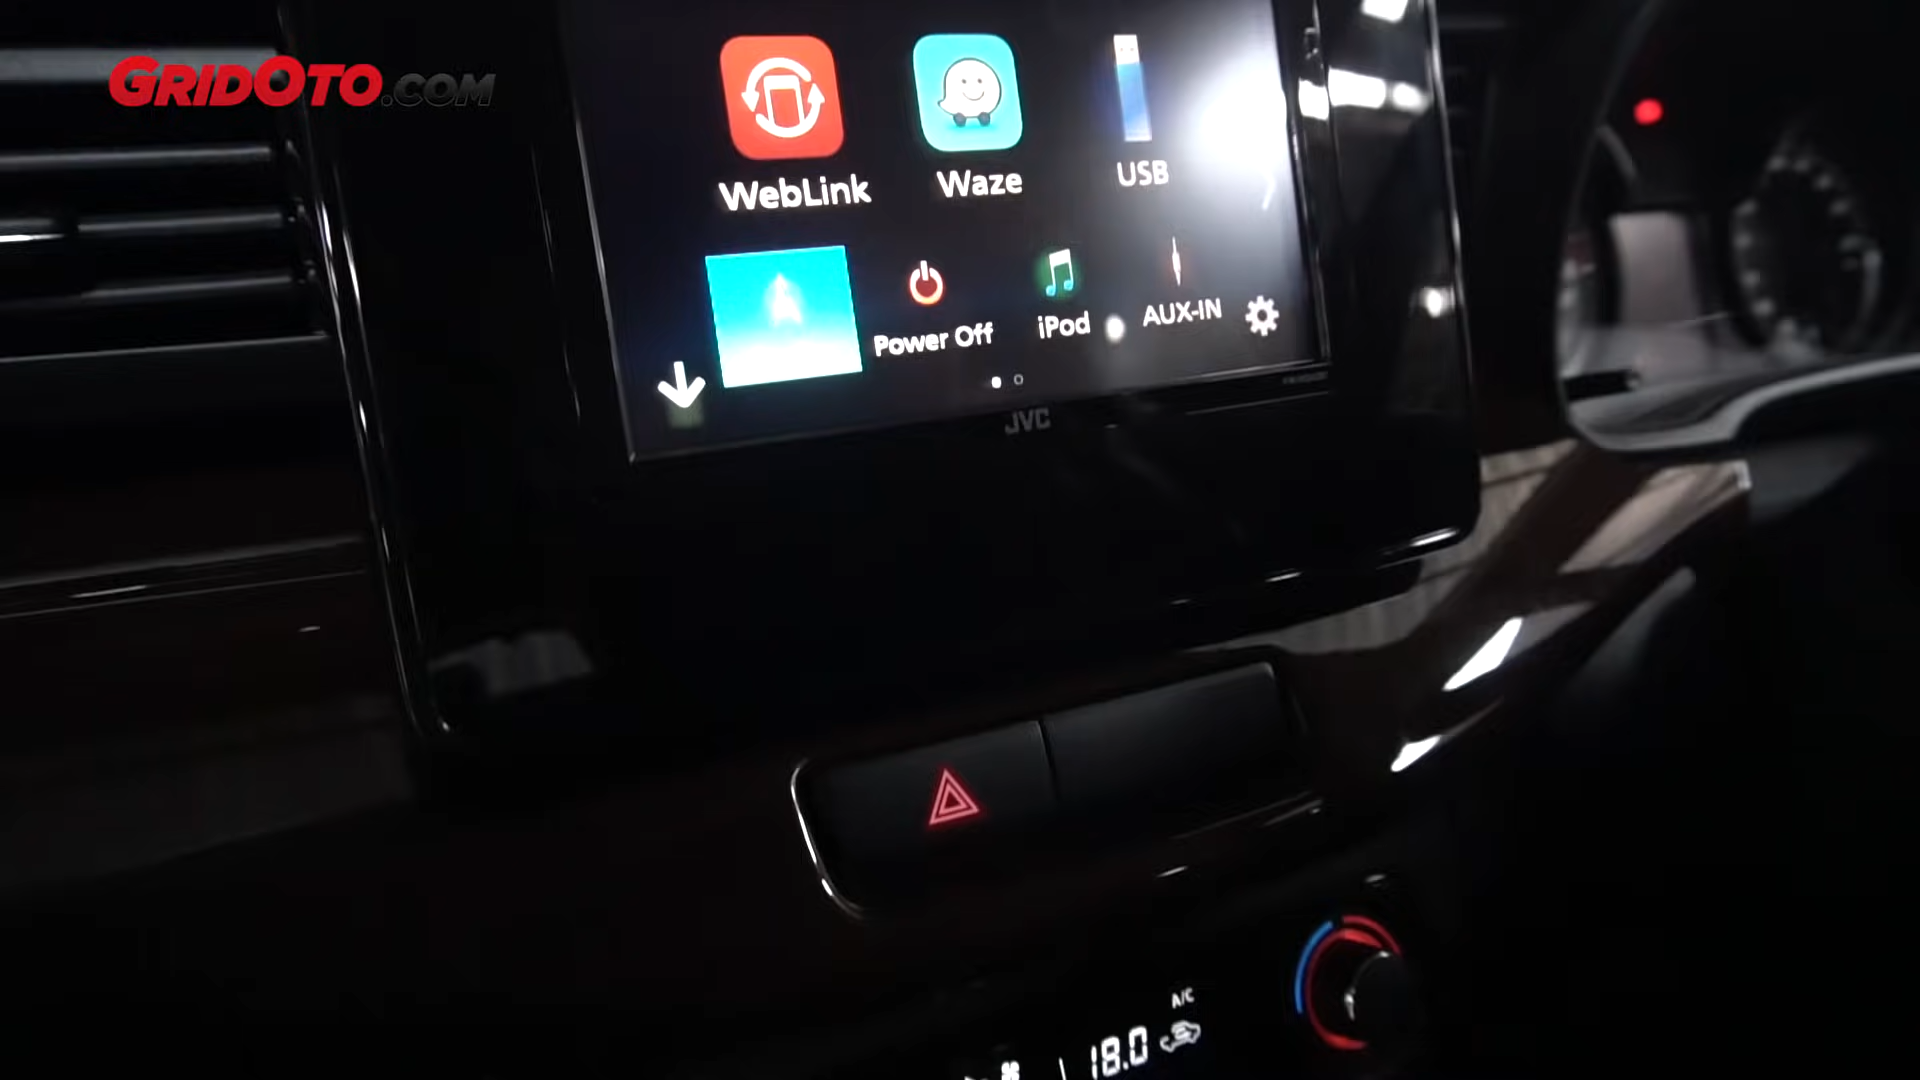 GRIDOTO.COM
WebLink
Waze
USB
Power Off
iPod
AUX-IN
JVC
A/C
18.0